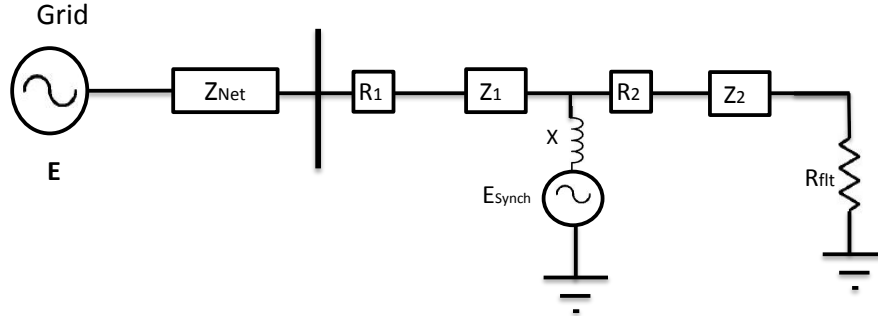 Grid
ZNet
R1
Z1
R2
Z2
X
Rflt
E
ESynch